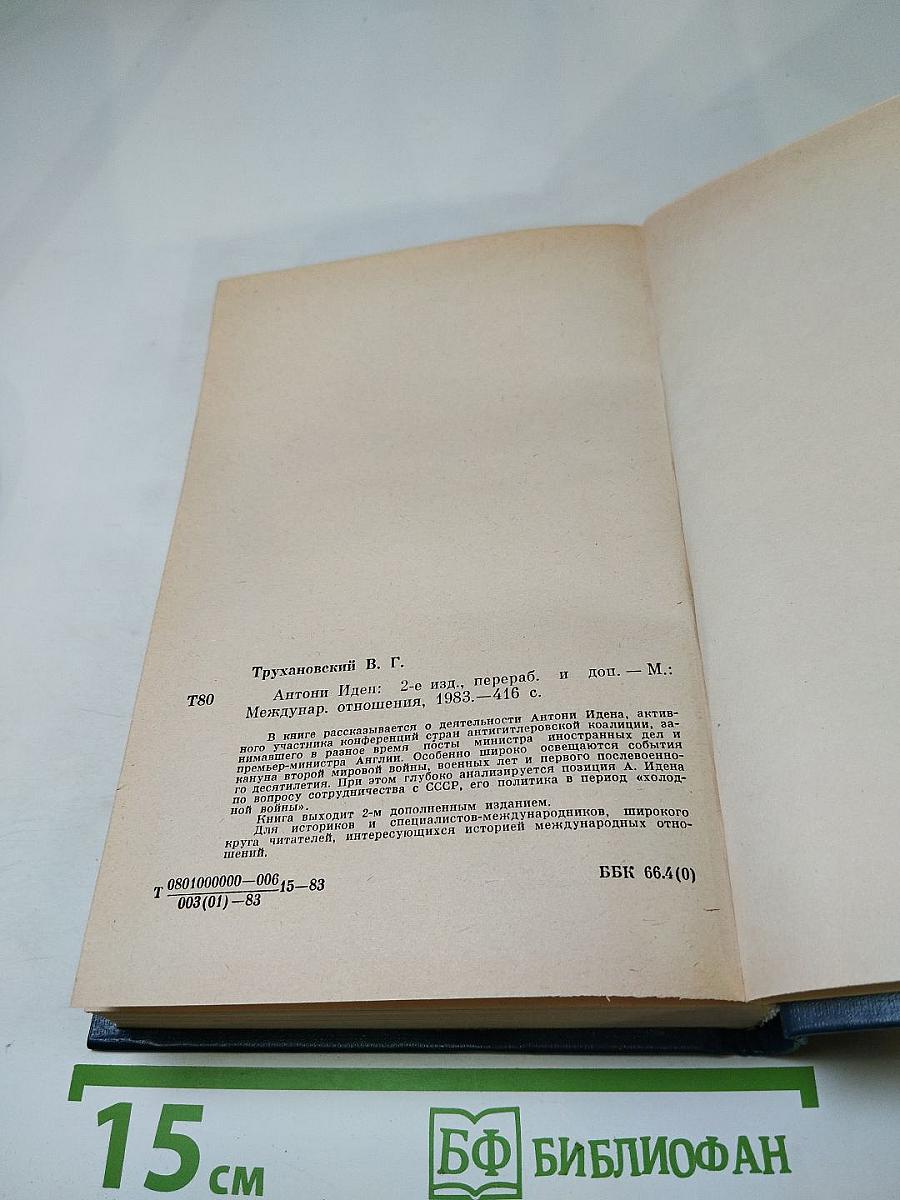 Трухановский В. Г.
Т80
Антони Иден: 2-е изд., перераб. и доп. — М.:
Междунар. отношения, 1983.—416 с.
В книге рассказывается о деятельности Антони Идена, актив-
ного участника конференций стран антигитлеровской коалиции, за-
нимавшего в разное время посты министра иностранных дел и
премьер-министра Англии. Особенно широко освещаются события
кануна второй мировой войны, военных лет и первого послевоенно-
го десятилетия. При этом глубоко анализируется позиция А. Идена
по вопросу сотрудничества с СССР, его политика в период «холод-
ной войны».
Книга выходит 2-м дополненным изданием.
Для историков и специалистов-международников, широкого
круга читателей, интересующихся историей международных отно-
шений.
Т 0801000000—006 15—83
003(01)—83
ББК 66.4(0)
15 см
БФ БИБЛИОФАН